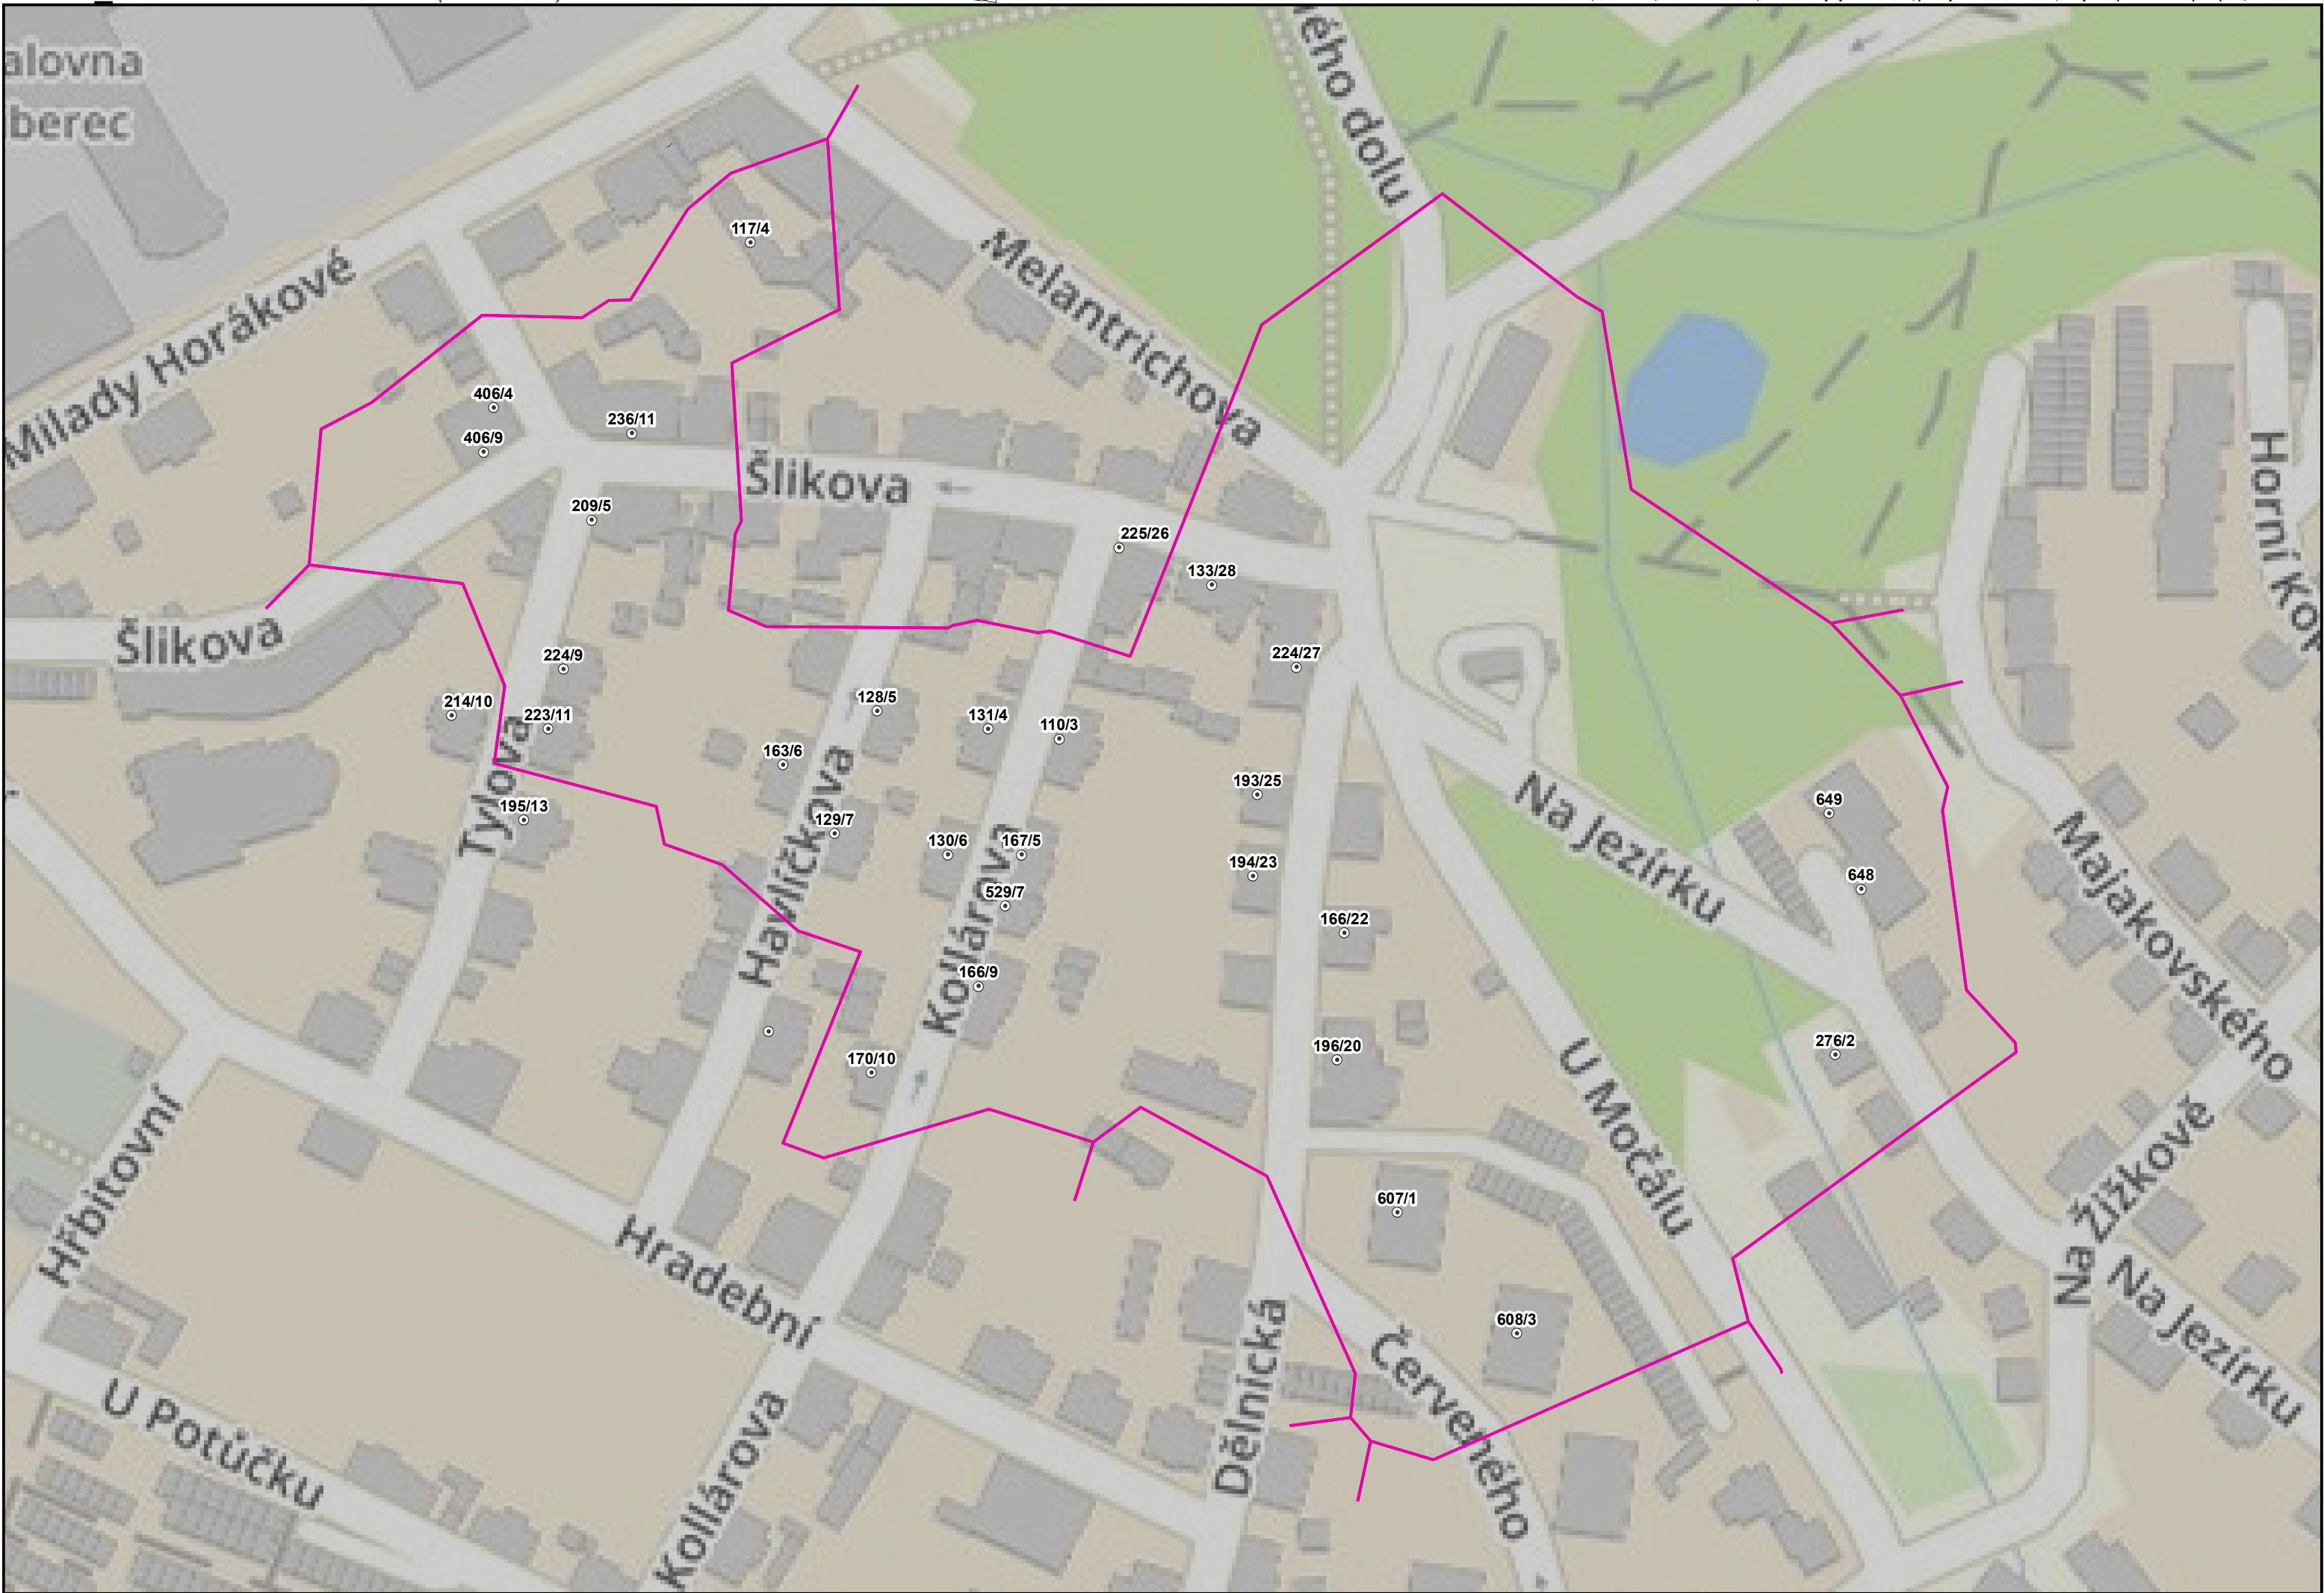 alovna
iberec
ého dolu
117/4
Melantrichova
Milady Horákové
406/4
236/11
406/9
Šlikova
209/5
225/26
133/28
Horní Kop
Šlikova
224/9
224/27
214/10
223/11
128/5
131/4
110/3
163/6
193/25
Na Jezírku
649
195/13
Tylova
129/7
130/6
167/5
194/23
648
Majakovského
Havlíčkova
529/7
166/22
Kollárova
166/9
170/10
196/20
276/2
U Močálu
Hřbitovní
607/1
Na Žižkově
Hradební
Na Jezírku
608/3
Dělnická
Červeného
U Potůčku
Kollárova